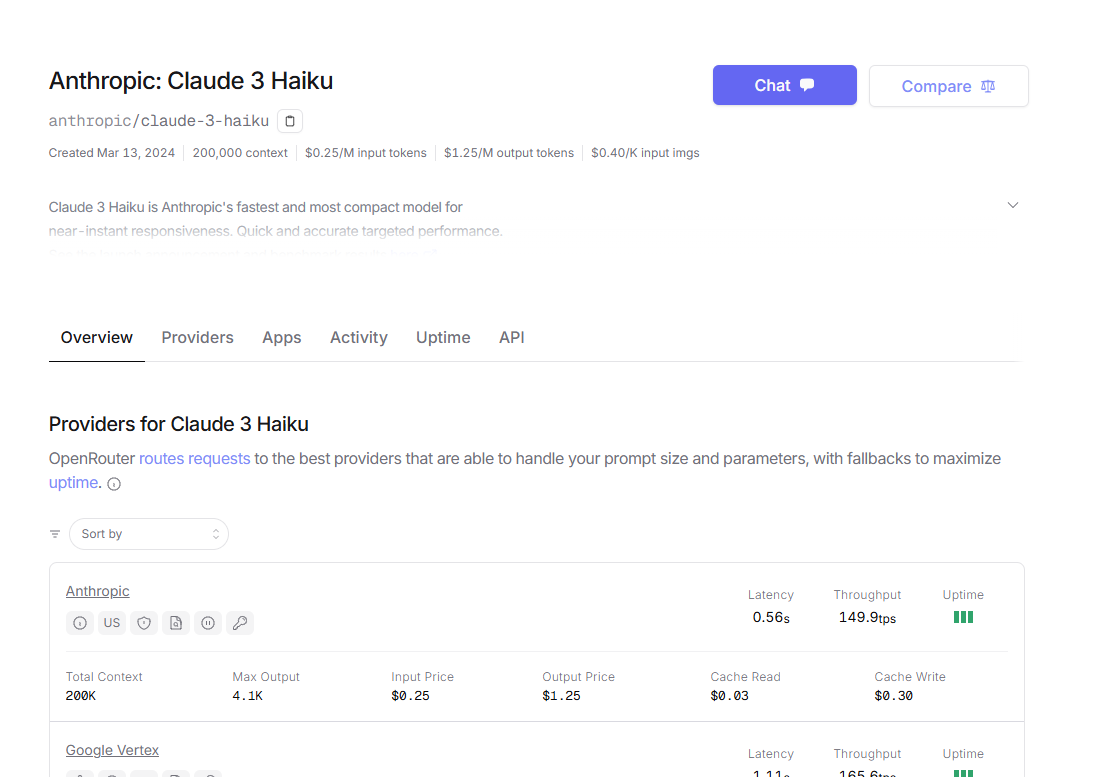 Anthropic: Claude 3 Haiku
Chat
Compare
anthropic/claude-3-haiku
Created Mar 13, 2024
200,000 context
$0.25/M input tokens
$1.25/M output tokens
$0.40/K input imgs
Claude 3 Haiku is Anthropic's fastest and most compact model for
near-instant responsiveness. Quick and accurate targeted performance.
Overview
Providers
Apps
Activity
Uptime
API
Providers for Claude 3 Haiku
OpenRouter routes requests to the best providers that are able to handle your prompt size and parameters, with fallbacks to maximize
uptime.
Sort by
Anthropic
US
Latency
0.56s
Throughput
149.9tps
Uptime
Total Context
200K
Max Output
4.1K
Input Price
$0.25
Output Price
$1.25
Cache Read
$0.03
Cache Write
$0.30
Google Vertex
Latency
1.11s
Throughput
165.6tps
Uptime